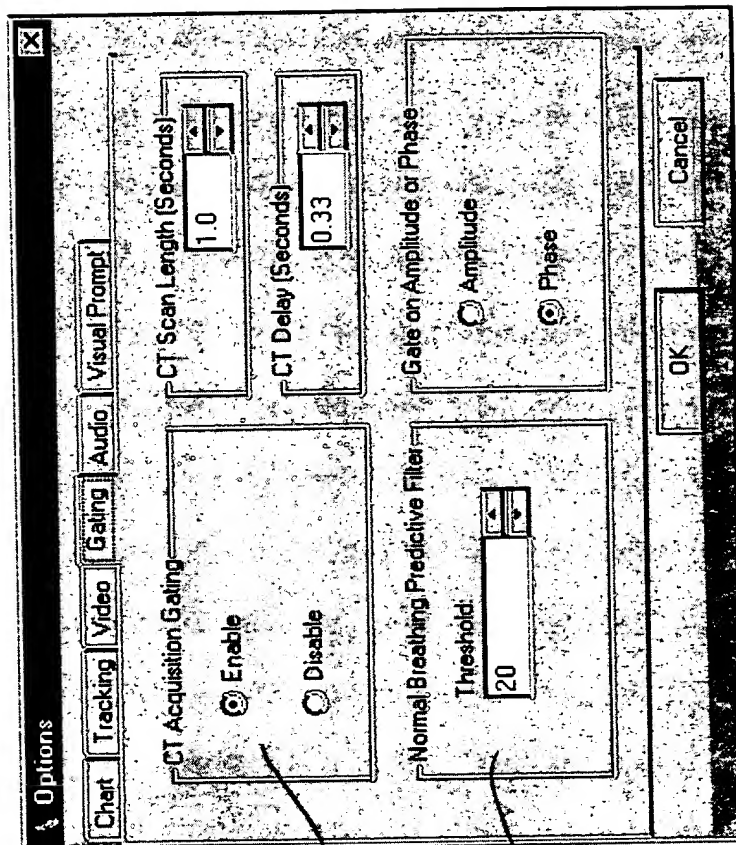 Options
Chart Tracking Video Gating Audio Visual Prompt
CT Acquisition Gating
Enable
Disable
CT Scan Length (Seconds)
1.0
CT Delay (Seconds)
0.33
Normal Breathing Predictive Filter
Threshold:
20
Gate on Amplitude or Phase
Amplitude
Phase
OK Cancel